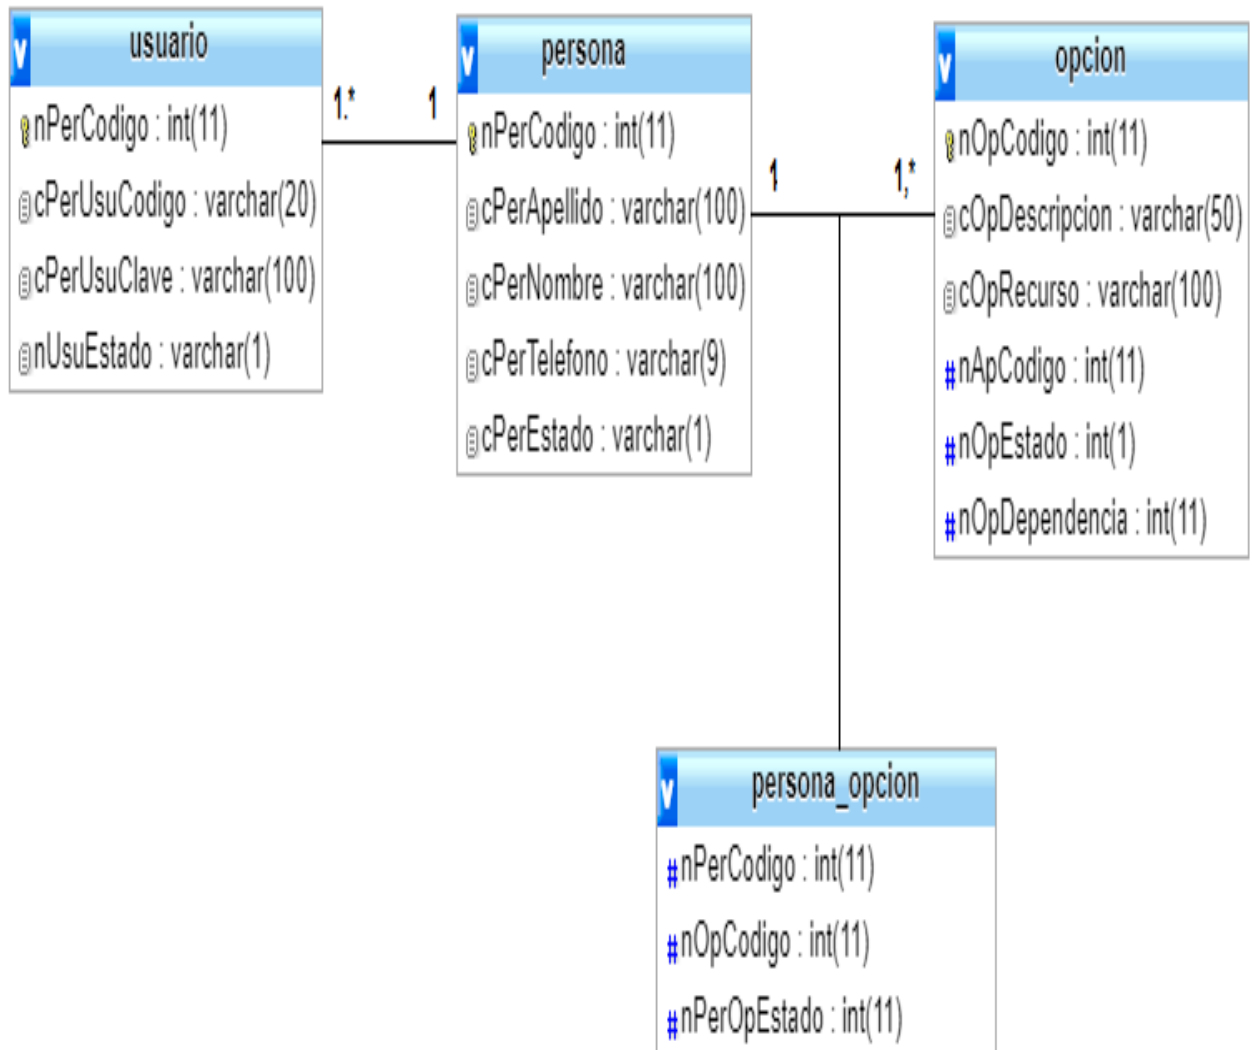 usuario
nPerCodigo : int(11)
cPerUsuCodigo : varchar(20)
cPerUsuClave : varchar(100)
nUsuEstado : varchar(1)
1.* 1
persona
nPerCodigo : int(11)
cPerApellido : varchar(100)
cPerNombre : varchar(100)
cPerTelefono : varchar(9)
cPerEstado : varchar(1)
1 1,*
opcion
nOpCodigo : int(11)
cOpDescripcion : varchar(50)
cOpRecurso : varchar(100)
#nApCodigo : int(11)
#nOpEstado : int(1)
#nOpDependencia : int(11)
persona_opcion
#nPerCodigo : int(11)
#nOpCodigo : int(11)
#nPerOpEstado : int(11)